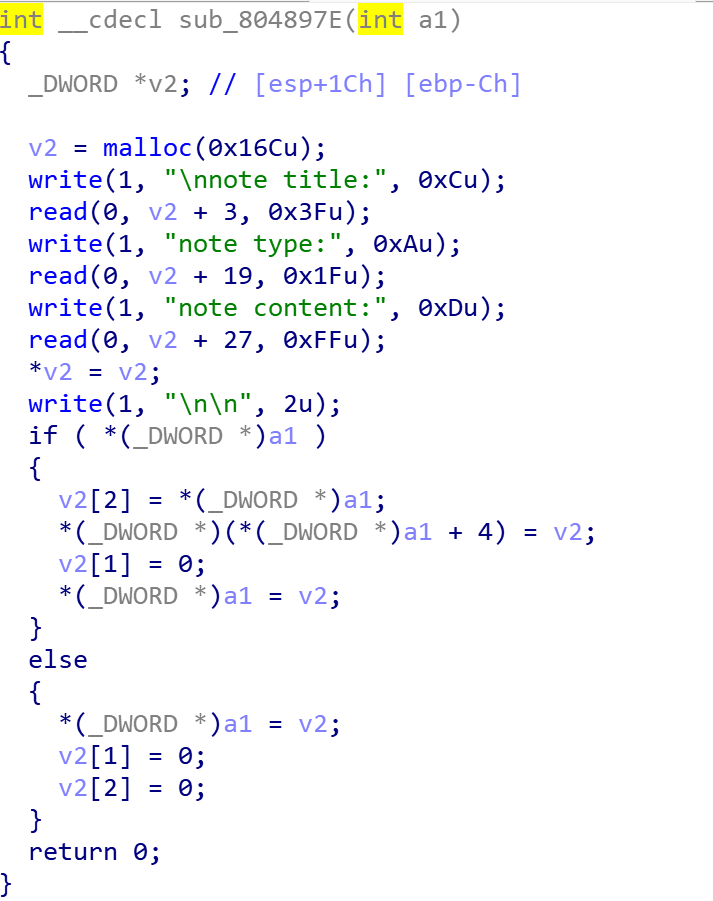 int __cdecl sub_804897E(int a1)
{
  _DWORD *v2; // [esp+1Ch] [ebp-Ch]

  v2 = malloc(0x16Cu);
  write(1, "\nnote title:", 0xCu);
  read(0, v2 + 3, 0x3Fu);
  write(1, "note type:", 0xAu);
  read(0, v2 + 19, 0x1Fu);
  write(1, "note content:", 0xDu);
  read(0, v2 + 27, 0xFFu);
  *v2 = v2;
  write(1, "\n\n", 2u);
  if ( *(_DWORD *)a1 )
  {
    v2[2] = *(_DWORD *)a1;
    *(_DWORD *)(*(_DWORD *)a1 + 4) = v2;
    v2[1] = 0;
    *(_DWORD *)a1 = v2;
  }
  else
  {
    *(_DWORD *)a1 = v2;
    v2[1] = 0;
    v2[2] = 0;
  }
  return 0;
}